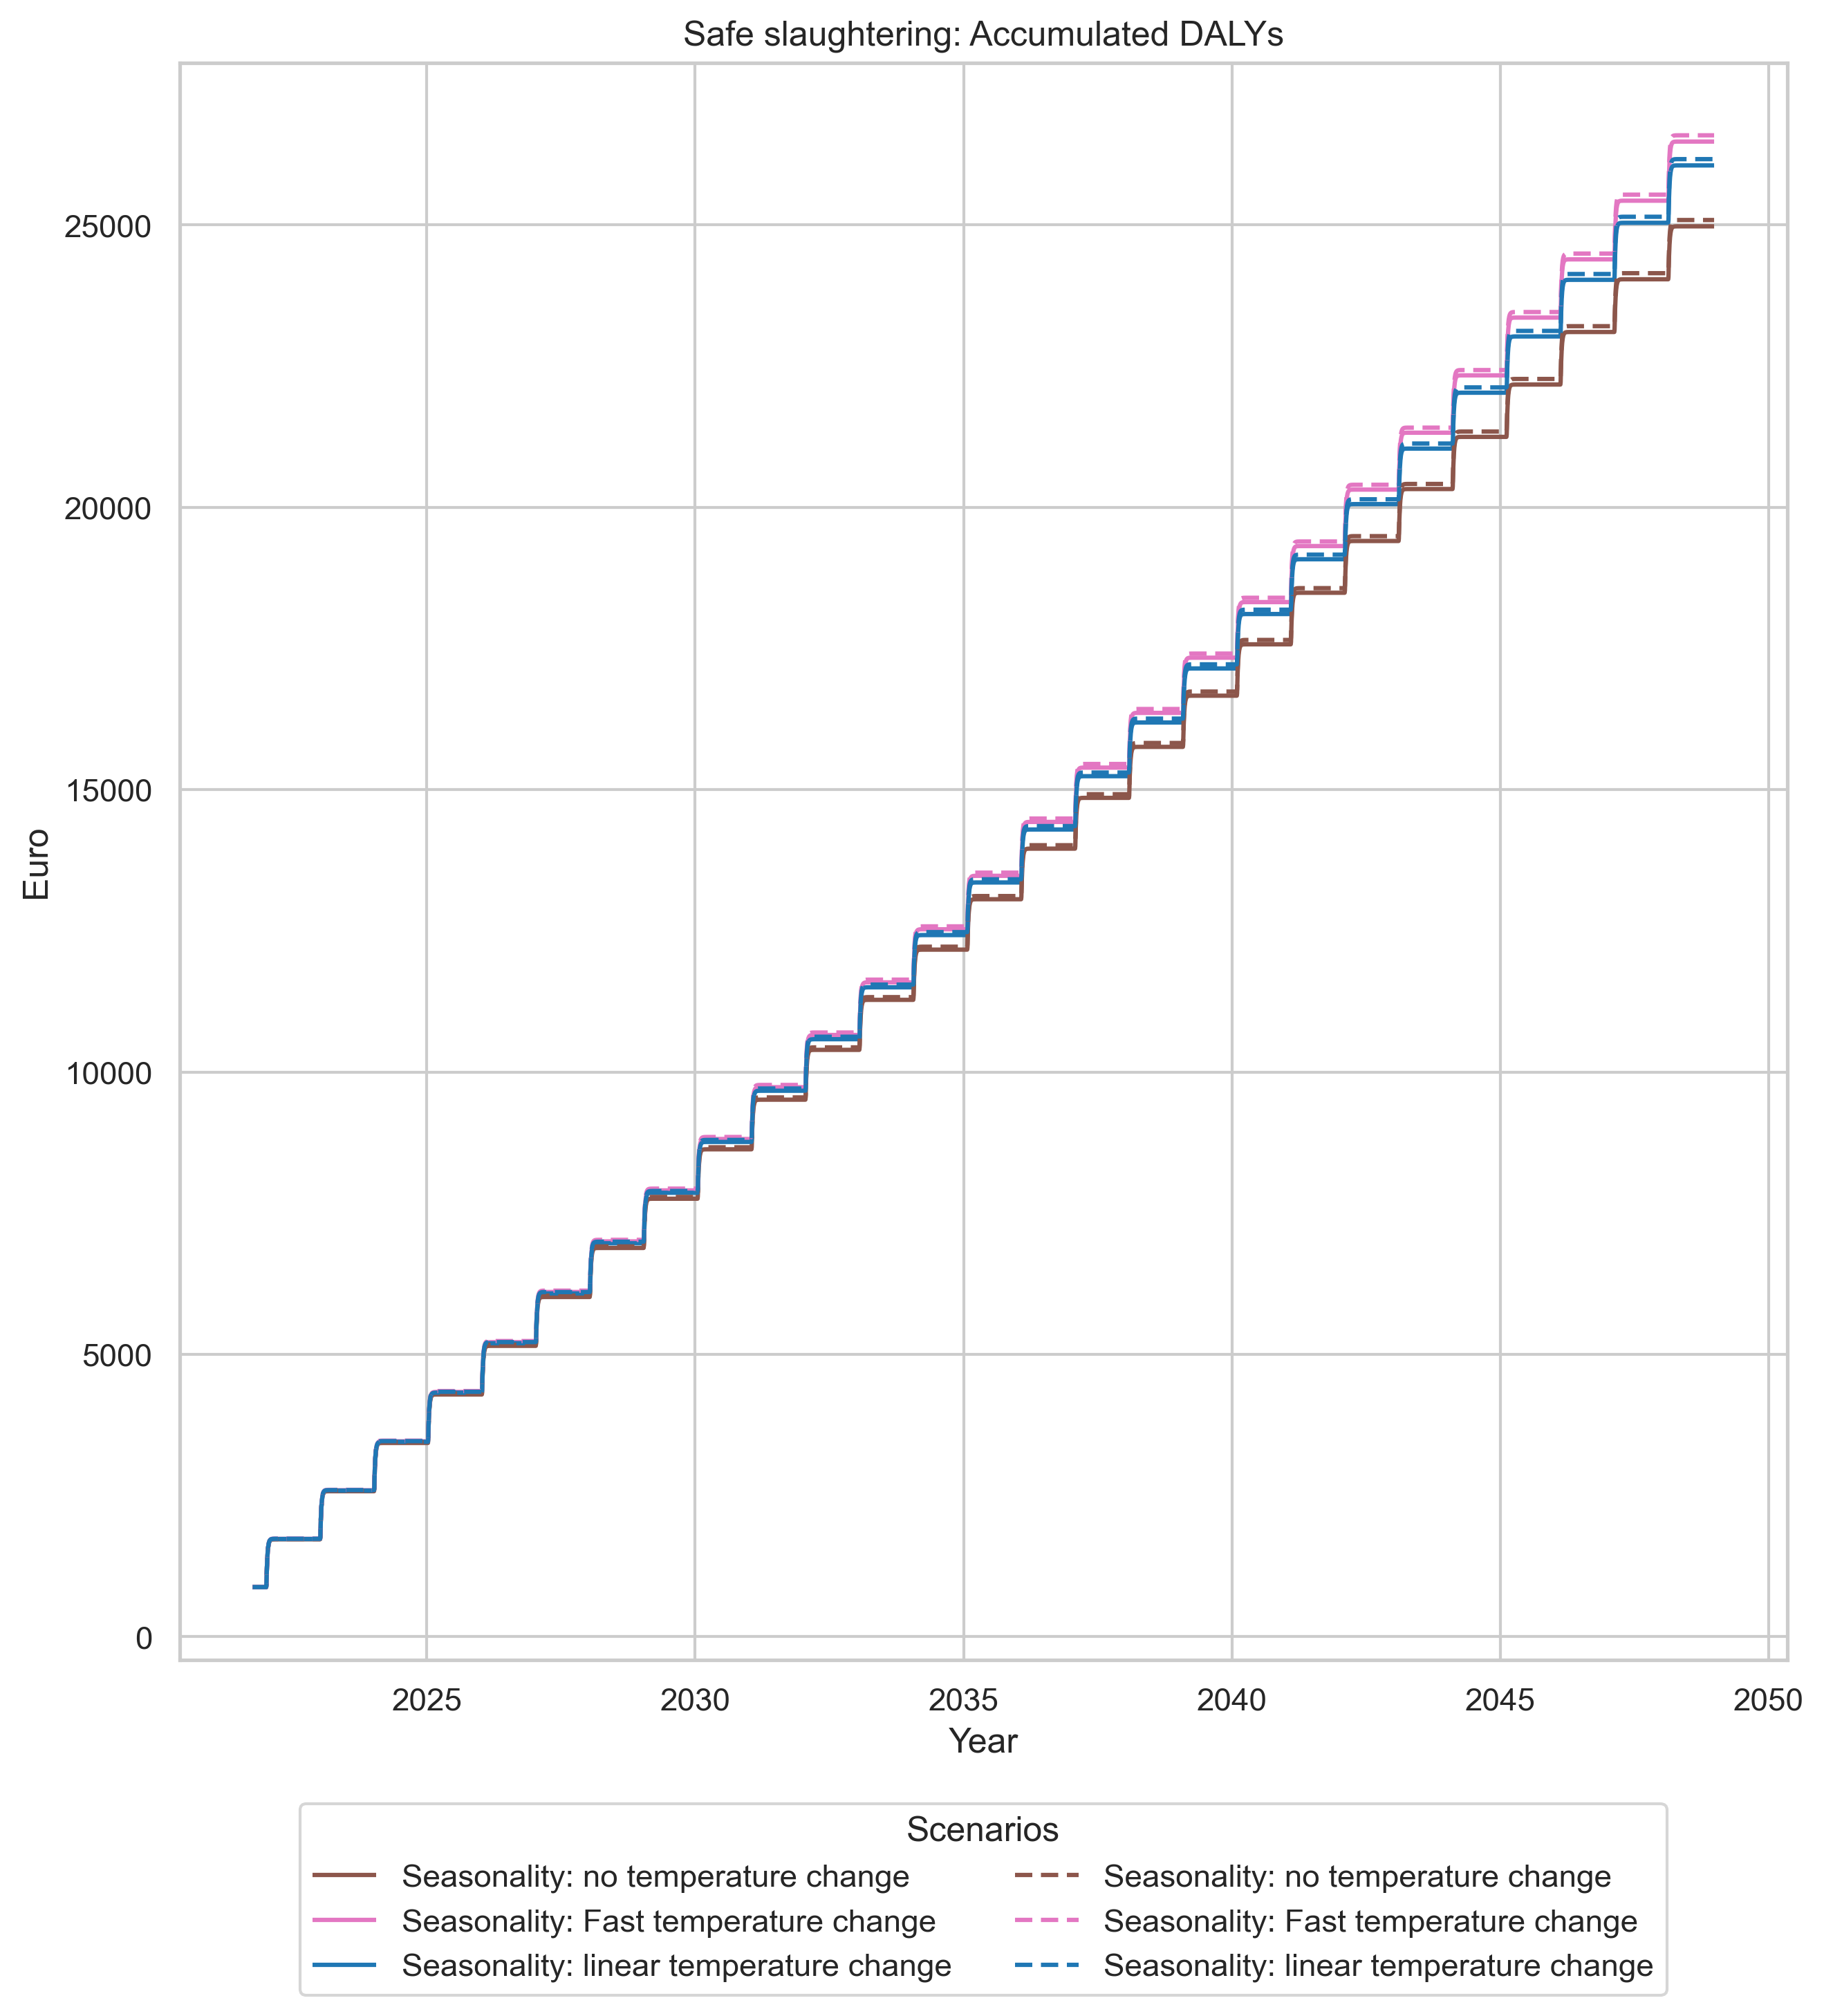 Safe slaughtering: Accumulated DALYs
25000
20000
15000
10000
5000
0
Euro
2025 2030 2035 2040 2045 2050
Year
Scenarios
Seasonality: no temperature change Seasonality: no temperature change
Seasonality: Fast temperature change Seasonality: Fast temperature change
Seasonality: linear temperature change Seasonality: linear temperature change